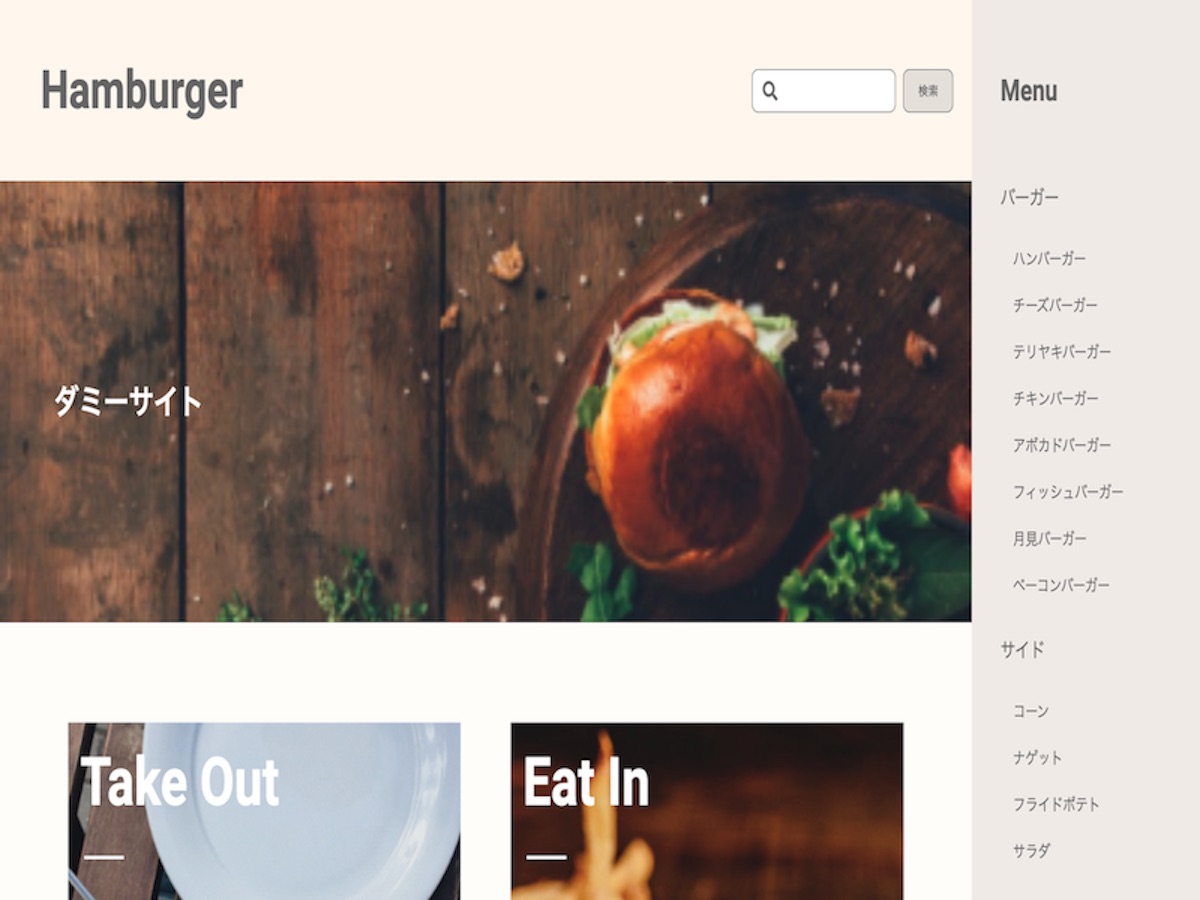 Hamburger
検索
ダミーサイト
Take Out
Eat In
Menu
バーガー
ハンバーガー
チーズバーガー
テリヤキバーガー
チキンバーガー
アボカドバーガー
フィッシュバーガー
月見バーガー
ベーコンバーガー
サイド
コーン
ナゲット
フライドポテト
サラダ